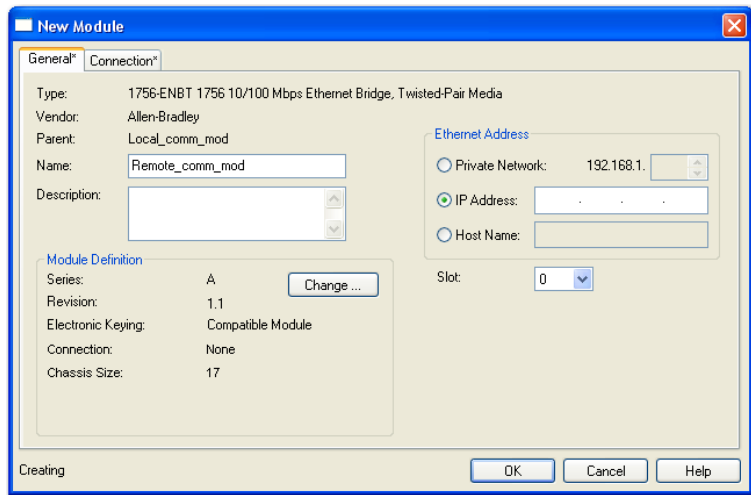 New Module
General* Connection*
Type: 1756-ENBT 1756 10/100 Mbps Ethernet Bridge, Twisted-Pair Media
Vendor: Allen-Bradley
Parent: Local_comm_mod
Name: Remote_comm_mod
Description:
Ethernet Address
Private Network: 192.168.1.
IP Address: . . .
Host Name:
Slot: 0
Module Definition
Series: A
Change ...
Revision: 1.1
Electronic Keying: Compatible Module
Connection: None
Chassis Size: 17
Creating
OK Cancel Help